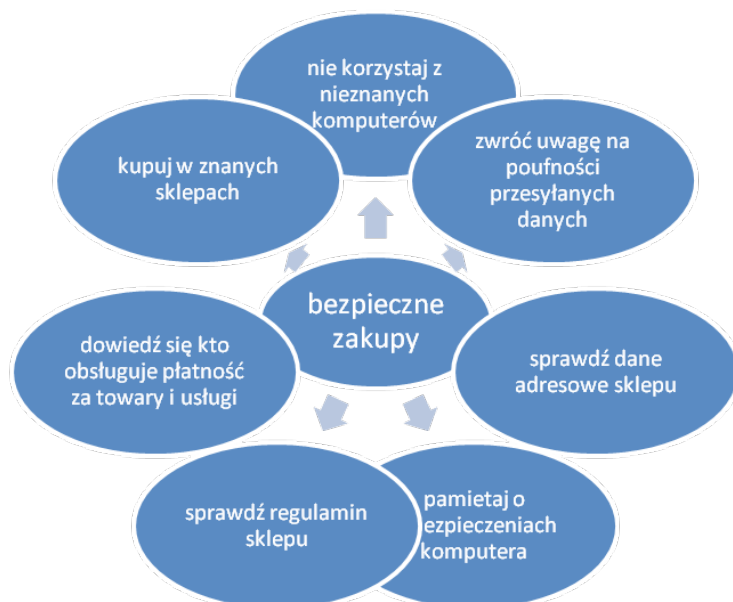 nie korzystaj z
nieznanych
komputerów
zwróć uwagę na
poufności
przesyłanych
danych
sprawdź dane
adresowe sklepu
pamietaj o
ezpieczeniach
komputera
sprawdź regulamin
sklepu
dowiedź się kto
obsługuje płatność
za towary i usługi
kupuj w znanych
sklepach
bezpieczne
zakupy